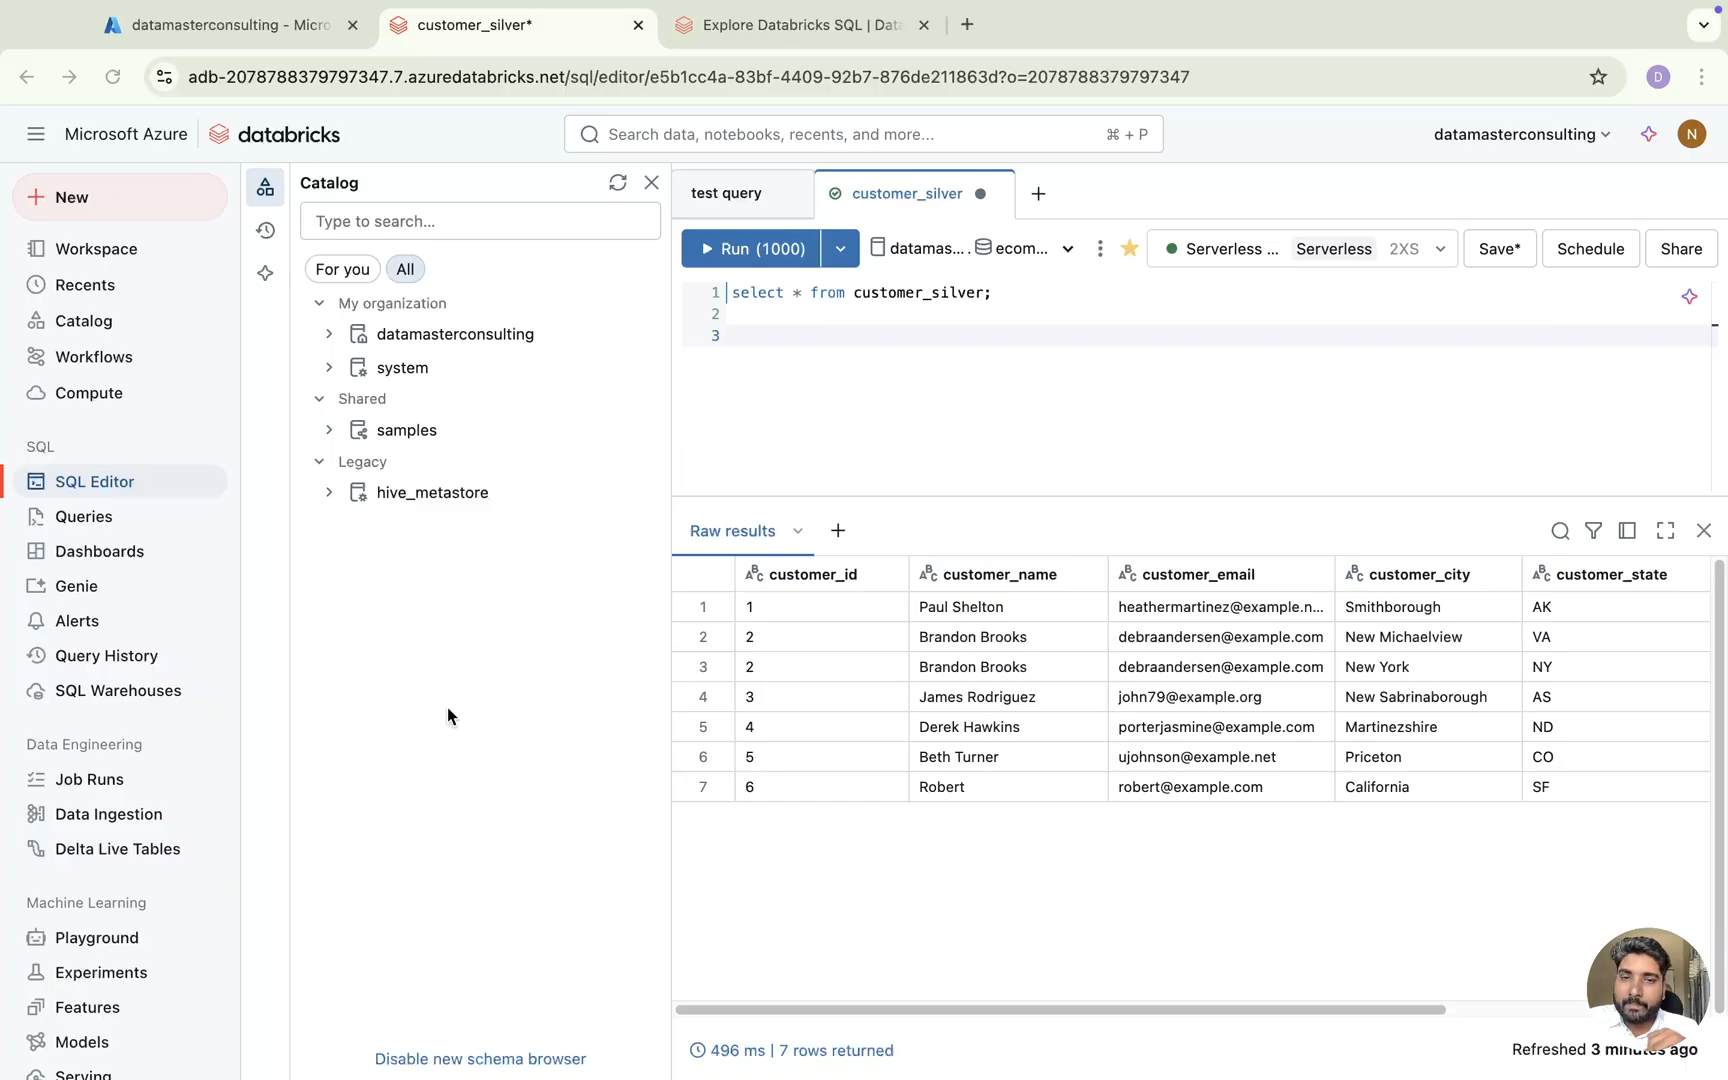 datamasterconsulting - Micro
customer_silver*
Explore Databricks SQL | Data
adb-2078788379797347.7.azuredatabricks.net/sql/editor/e5b1cc4a-83bf-4409-92b7-876de211863d?o=2078788379797347
D
Microsoft Azure
databricks
Search data, notebooks, recents, and more...
⌘ + P
datamasterconsulting
N
New
Workspace
Recents
Catalog
Workflows
Compute
SQL
SQL Editor
Queries
Dashboards
Genie
Alerts
Query History
SQL Warehouses
Data Engineering
Job Runs
Data Ingestion
Delta Live Tables
Machine Learning
Playground
Experiments
Features
Models
Serving
Catalog
Type to search...
For you
All
My organization
datamasterconsulting
system
Shared
samples
Legacy
hive_metastore
Disable new schema browser
test query
customer_silver
Run (1000)
datamas....
ecom...
Serverless ...
Serverless
2XS
Save*
Schedule
Share
1 select * from customer_silver;
2
3
Raw results
customer_id customer_name customer_email customer_city customer_state
1 1 Paul Shelton heathermartinez@example.n... Smithborough AK
2 2 Brandon Brooks debraandersen@example.com New Michaelview VA
3 2 Brandon Brooks debraandersen@example.com New York NY
4 3 James Rodriguez john79@example.org New Sabrinaborough AS
5 4 Derek Hawkins porterjasmine@example.com Martinezshire ND
6 5 Beth Turner ujohnson@example.net Priceton CO
7 6 Robert robert@example.com California SF
496 ms | 7 rows returned
Refreshed 3 minutes ago